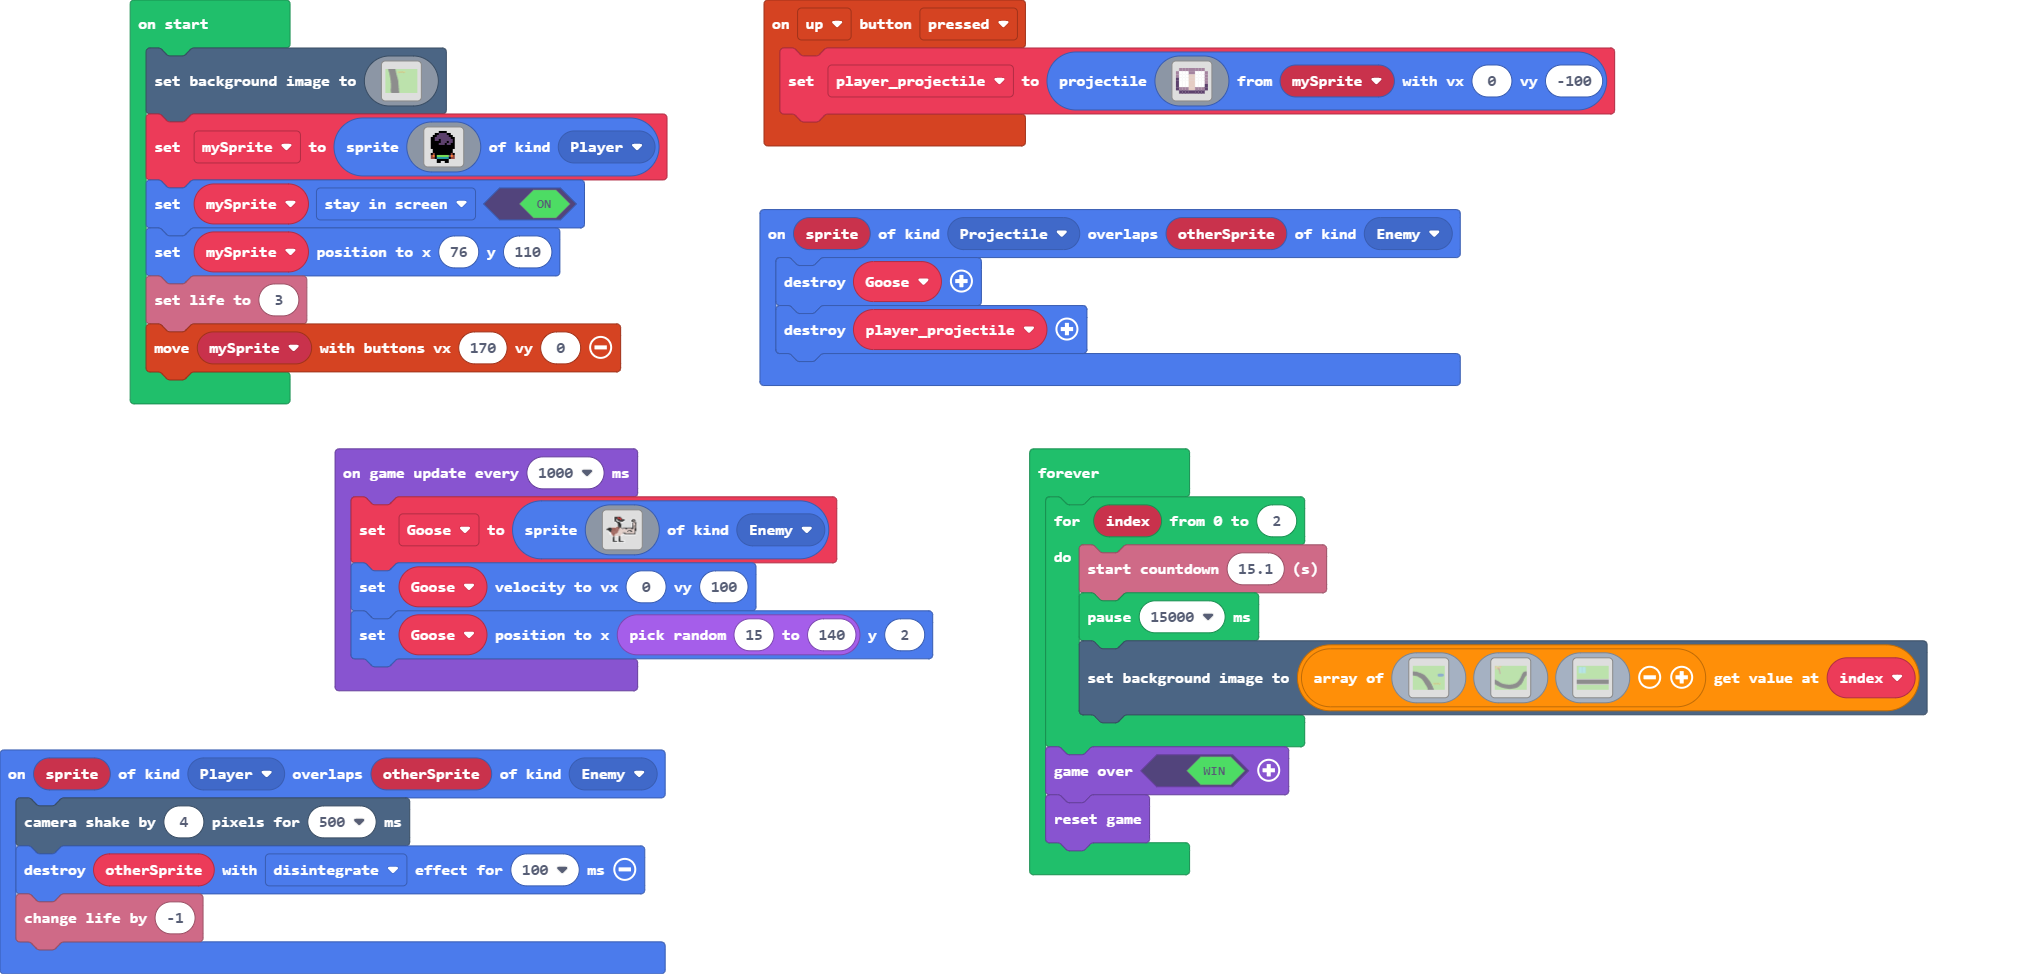 on start
set background image to
set mySprite to sprite of kind Player
set mySprite stay in screen ON
set mySprite position to x 76 y 110
set life to 3
move mySprite with buttons vx 170 vy 0
on up button pressed
set player_projectile to projectile from mySprite with vx 0 vy -100
on sprite of kind Projectile overlaps otherSprite of kind Enemy
destroy Goose
destroy player_projectile
on game update every 1000 ms
set Goose to sprite of kind Enemy
set Goose velocity to vx 0 vy 100
set Goose position to x pick random 15 to 140 y 2
forever
for index from 0 to 2
do
start countdown 15.1 (s)
pause 15000 ms
set background image to array of get value at index
game over WIN
reset game
on sprite of kind Player overlaps otherSprite of kind Enemy
camera shake by 4 pixels for 500 ms
destroy otherSprite with disintegrate effect for 100 ms
change life by -1